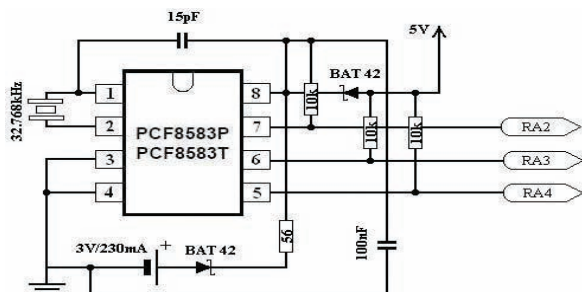 15pF
5V
BAT 42
32.768kHz
1
8
10k
2
7
PCF8583P
PCF8583T
10k
10k
RA2
3
6
RA3
4
5
RA4
3V/230mA
+
BAT 42
56
100nF